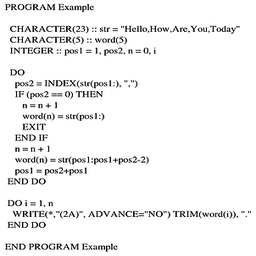 PROGRAM Example
CHARACTER(23) :: str = "Hello,How,Are,You,Today"
CHARACTER(5) :: word(5)
INTEGER :: pos1 = 1, pos2, n = 0, i
DO
pos2 = INDEX(str(pos1:), ",")
IF (pos2 == 0) THEN
n = n + 1
word(n) = str(pos1:)
EXIT
END IF
n = n + 1
word(n) = str(pos1:pos1+pos2-2)
pos1 = pos2+pos1
END DO
DO i = 1, n
WRITE(*,"(2A)", ADVANCE="NO") TRIM(word(i)), "."
END DO
END PROGRAM Example